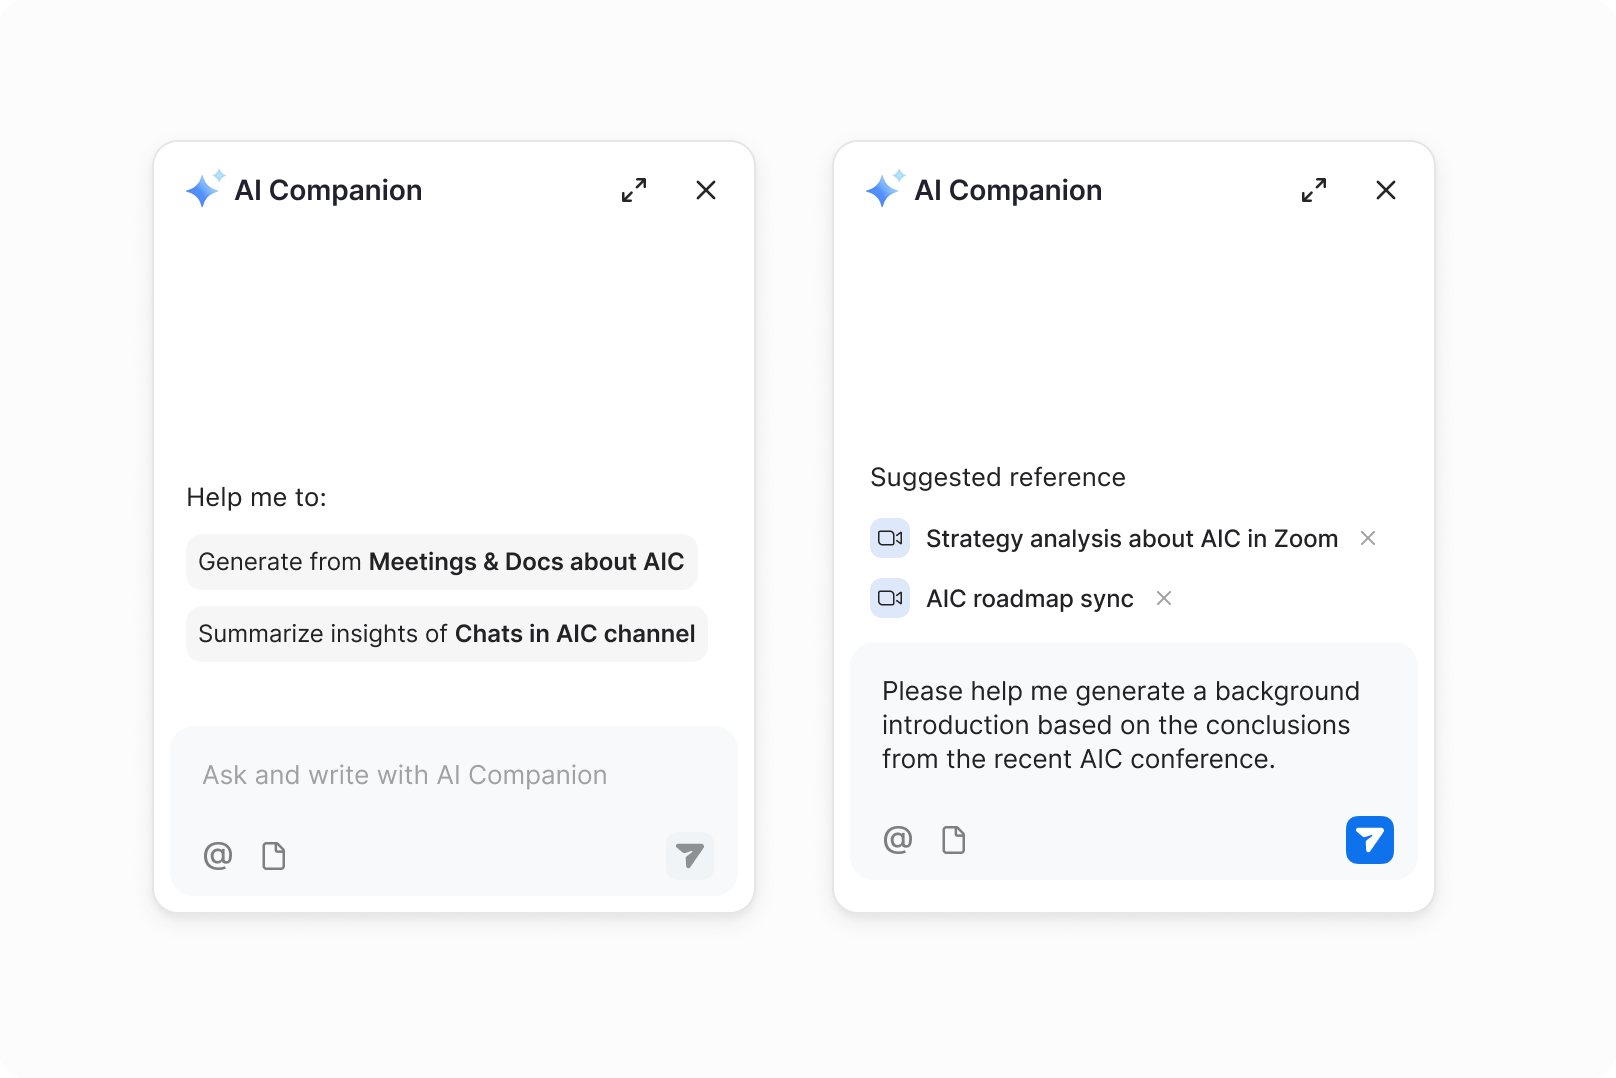 AI Companion
Help me to:
Generate from Meetings & Docs about AIC
Summarize insights of Chats in AIC channel
Ask and write with AI Companion
@
AI Companion
Suggested reference
Strategy analysis about AIC in Zoom
AIC roadmap sync
Please help me generate a background
introduction based on the conclusions
from the recent AIC conference.
@